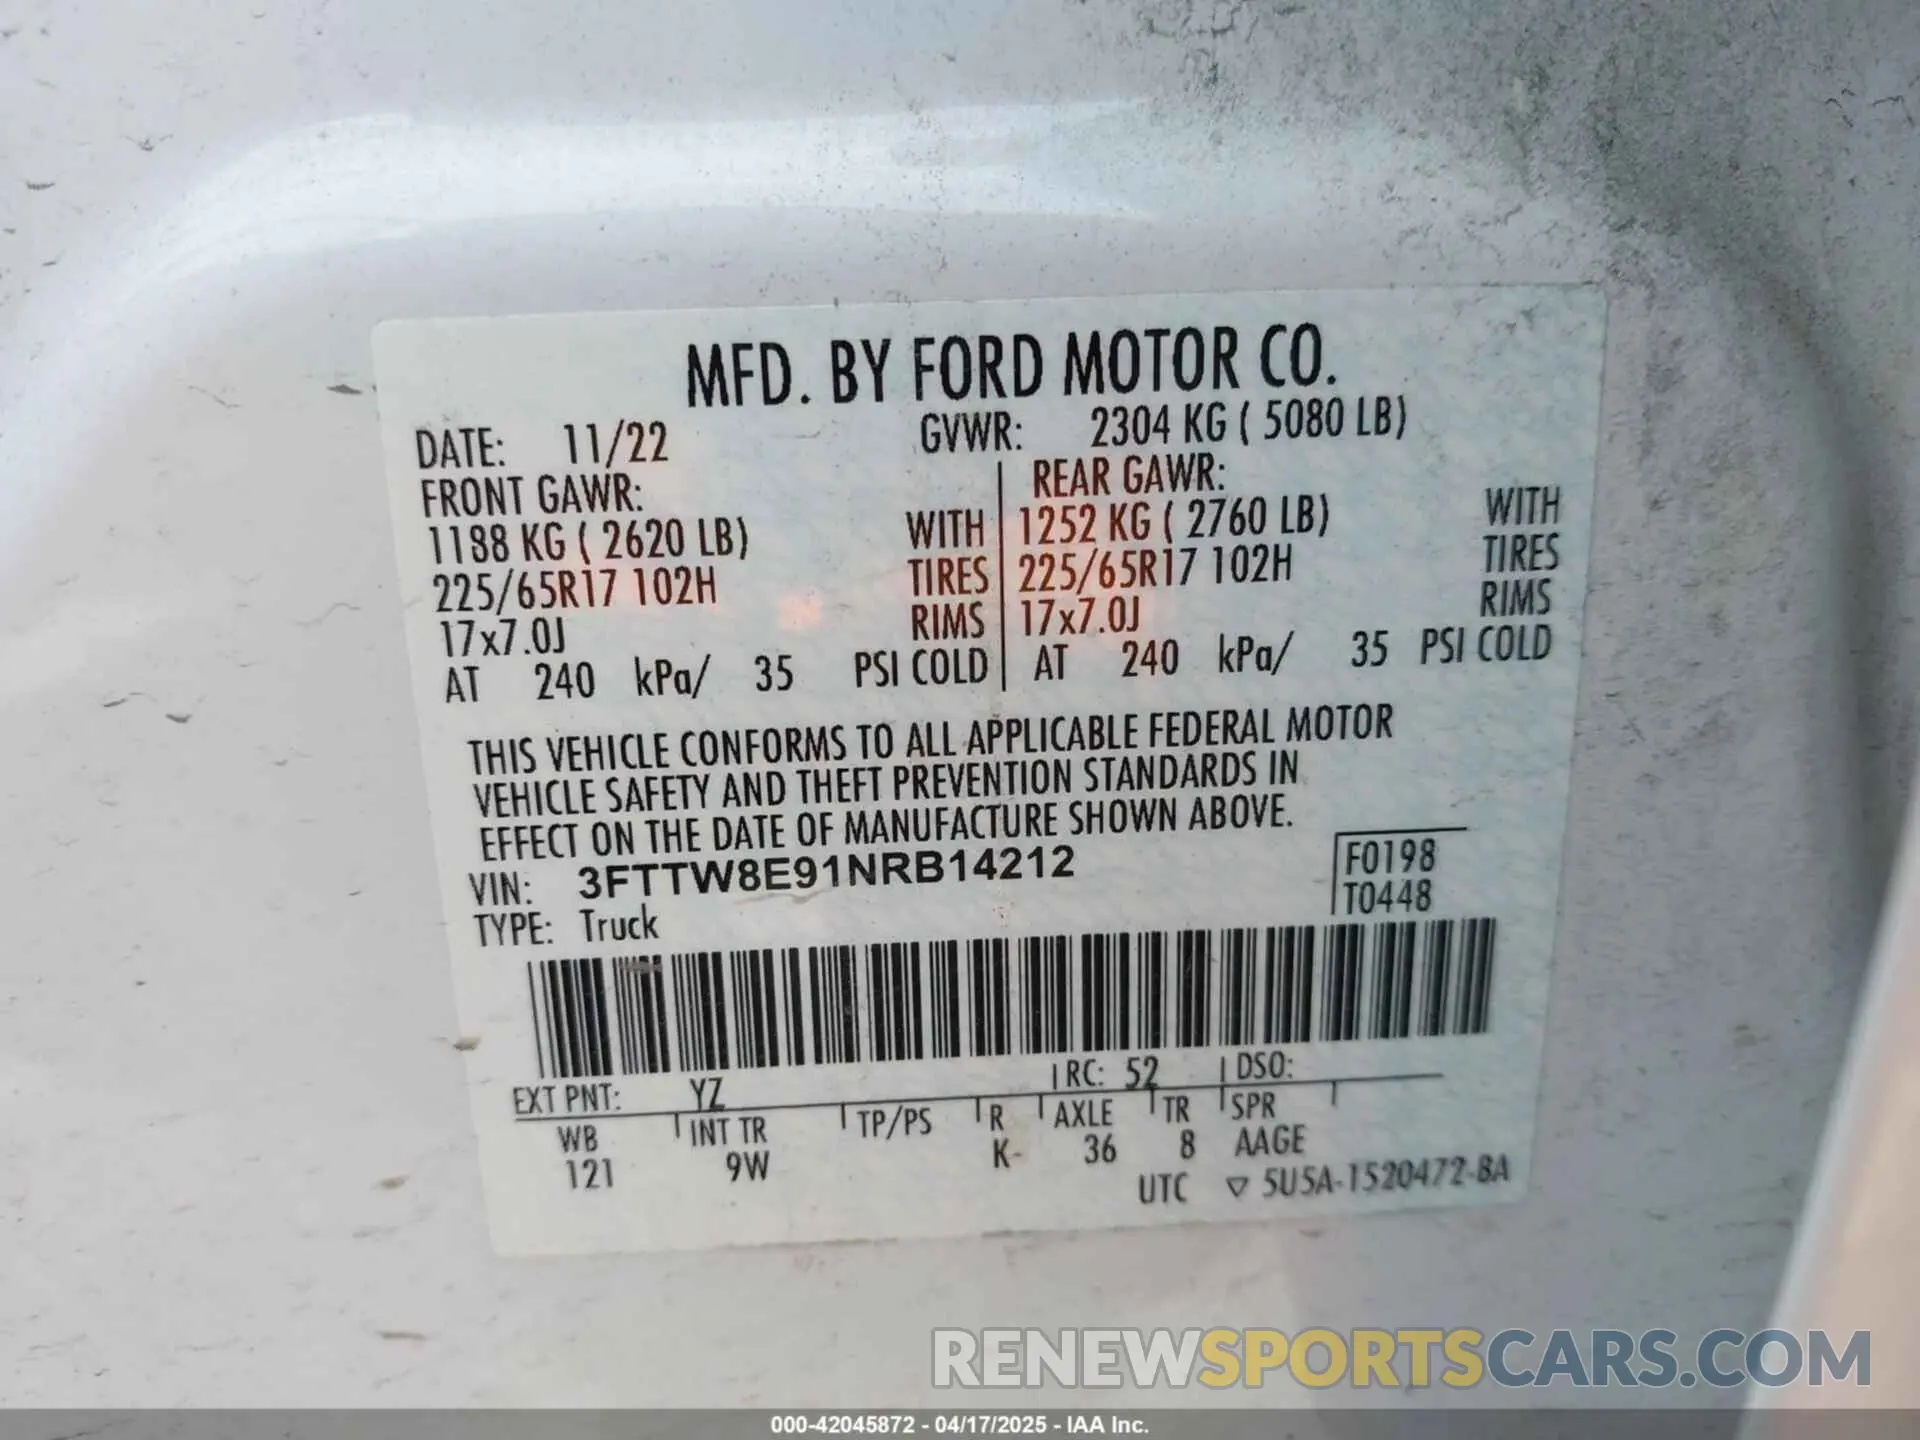 MFD. BY FORD MOTOR CO.
DATE: 11/22 GVWR: 2304 KG ( 5080 LB)
FRONT GAWR: REAR GAWR:
1188 KG ( 2620 LB) WITH 1252 KG ( 2760 LB) WITH
225/65R17 102H TIRES 225/65R17 102H TIRES
17x7.0J RIMS 17x7.0J RIMS
AT 240 kPa/ 35 PSI COLD AT 240 kPa/ 35 PSI COLD
THIS VEHICLE CONFORMS TO ALL APPLICABLE FEDERAL MOTOR
VEHICLE SAFETY AND THEFT PREVENTION STANDARDS IN
EFFECT ON THE DATE OF MANUFACTURE SHOWN ABOVE.
VIN: 3FTTW8E91NRB14212 F0198
TYPE: Truck T0448
EXT PNT: YZ RC: 52 DSO:
WB INT TR TP/PS R AXLE TR SPR
121 9W K- 36 8 AAGE
UTC ▽ 5U5A-1520472-BA
RENEWSPORTSCARS.COM
000-42045872 - 04/17/2025 - IAA Inc.